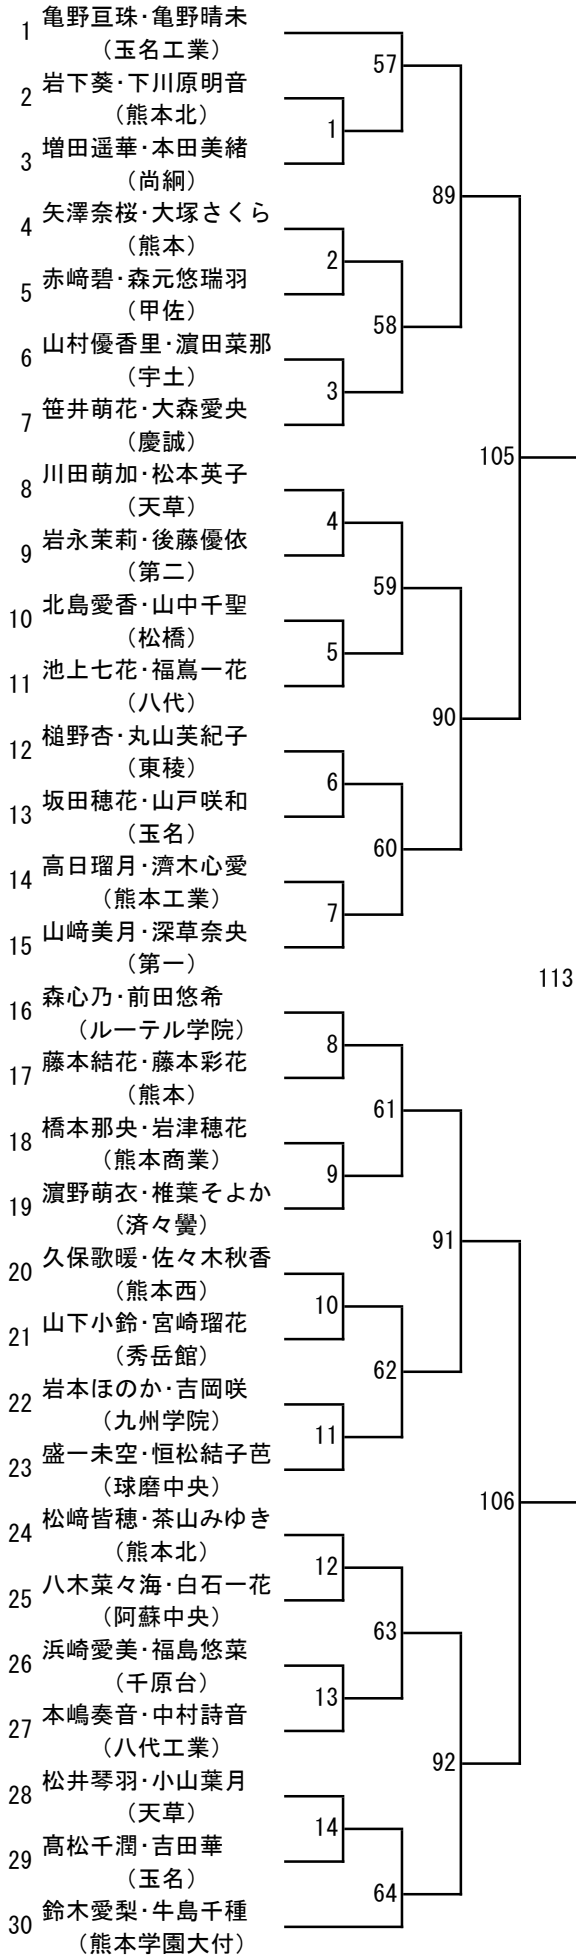 1 亀野亘珠・亀野晴未
(玉名工業)
57
2 岩下葵・下川原明音
(熊本北)
1
3 増田遥華・本田美緒
(尚絅)
89
4 矢澤奈桜・大塚さくら
(熊本)
2
5 赤﨑碧・森元悠瑞羽
(甲佐)
58
6 山村優香里・濵田菜那
(宇土)
3
7 笹井萌花・大森愛央
(慶誠)
105
8 川田萌加・松本英子
(天草)
4
9 岩永茉莉・後藤優依
(第二)
59
10 北島愛香・山中千聖
(松橋)
5
11 池上七花・福嶌一花
(八代)
90
12 槌野杏・丸山芙紀子
(東稜)
6
13 坂田穂花・山戸咲和
(玉名)
60
14 高日瑠月・濟木心愛
(熊本工業)
7
15 山﨑美月・深草奈央
(第一)
113
16 森心乃・前田悠希
(ルーテル学院)
8
17 藤本結花・藤本彩花
(熊本)
61
18 橋本那央・岩津穂花
(熊本商業)
9
19 濵野萌衣・椎葉そよか
(済々黌)
91
20 久保歌暖・佐々木秋香
(熊本西)
10
21 山下小鈴・宮崎瑠花
(秀岳館)
62
22 岩本ほのか・吉岡咲
(九州学院)
11
23 盛一未空・恒松結子芭
(球磨中央)
106
24 松﨑皆穂・茶山みゆき
(熊本北)
12
25 八木菜々海・白石一花
(阿蘇中央)
63
26 浜崎愛美・福島悠菜
(千原台)
13
27 本嶋奏音・中村詩音
(八代工業)
92
28 松井琴羽・小山葉月
(天草)
14
29 髙松千潤・吉田華
(玉名)
64
30 鈴木愛梨・牛島千種
(熊本学園大付)